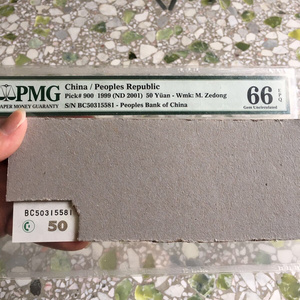 PMG
PAPER MONEY GUARANTY
China / Peoples Republic
Pick# 900 1999 (ND 2001) 50 Yüan - Wmk: M. Zedong
S/N BC50315581 - Peoples Bank of China
66 EPQ
Gem Uncirculated
BC50315581
50